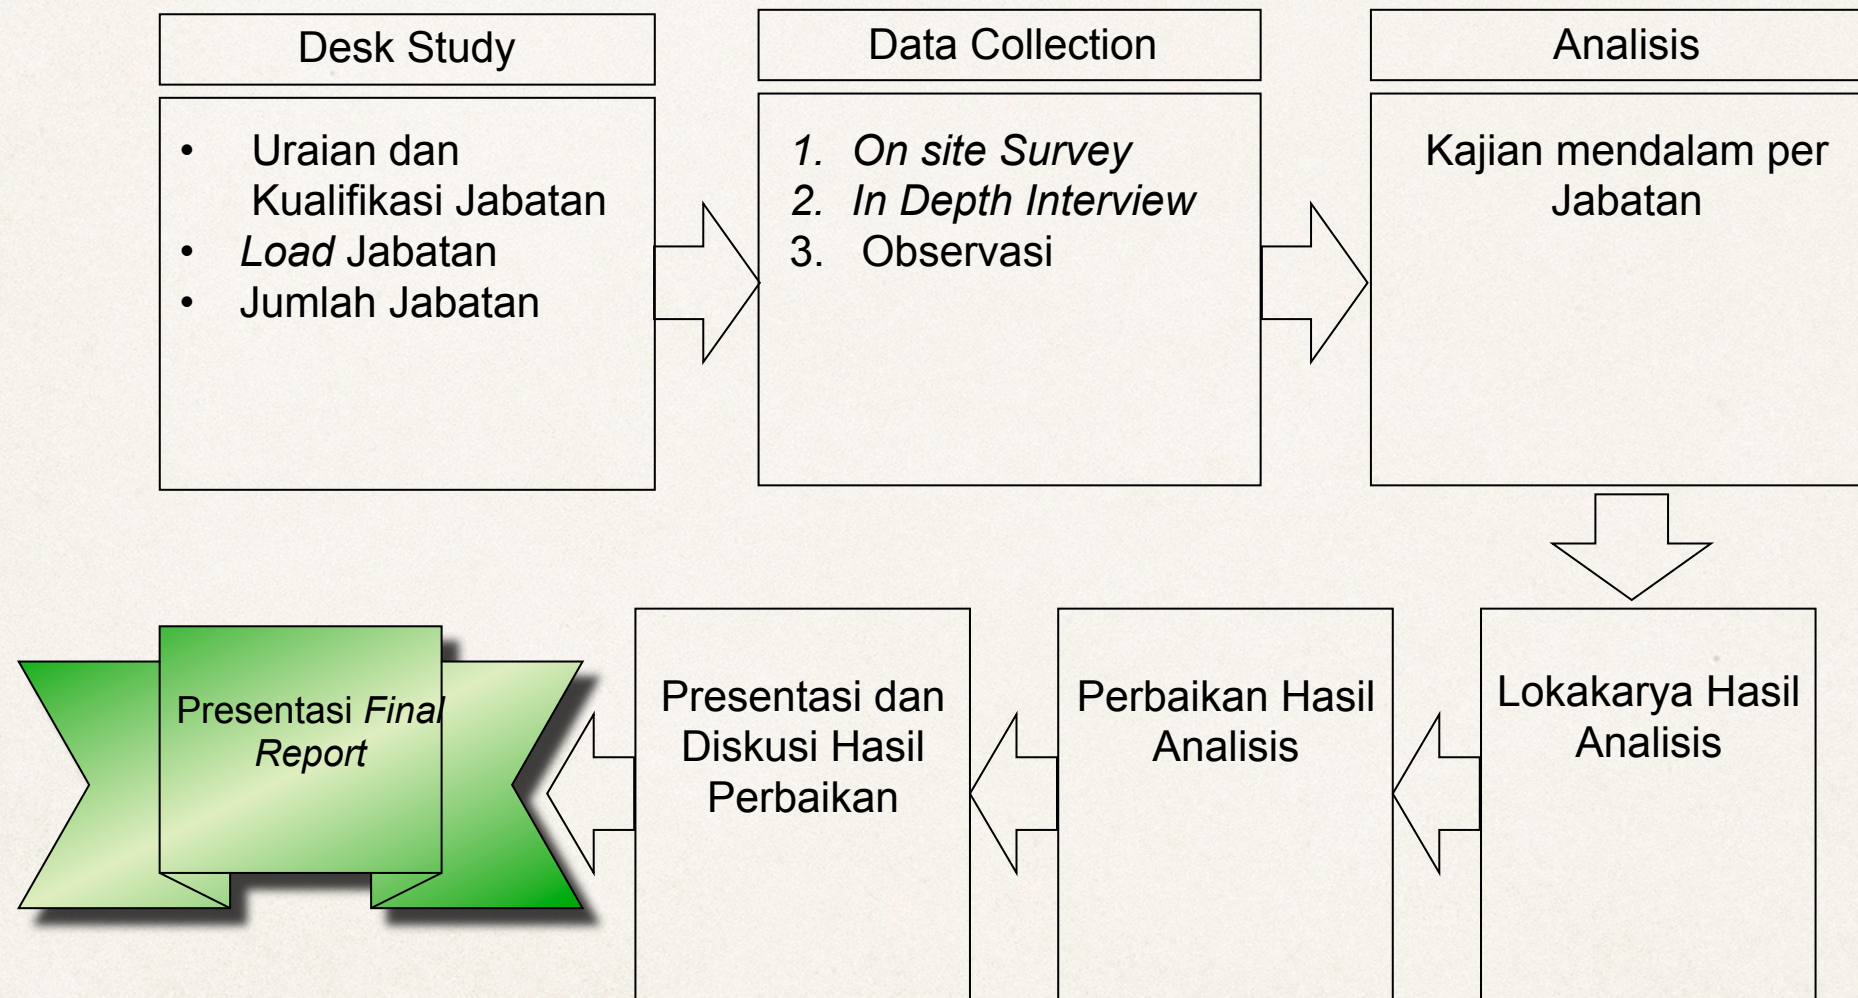 Desk Study
• Uraian dan
Kualifikasi Jabatan
• Load Jabatan
• Jumlah Jabatan
Data Collection
1. On site Survey
2. In Depth Interview
3. Observasi
Analisis
Kajian mendalam per
Jabatan
Lokakarya Hasil
Analisis
Perbaikan Hasil
Analisis
Presentasi dan
Diskusi Hasil
Perbaikan
Presentasi Final
Report